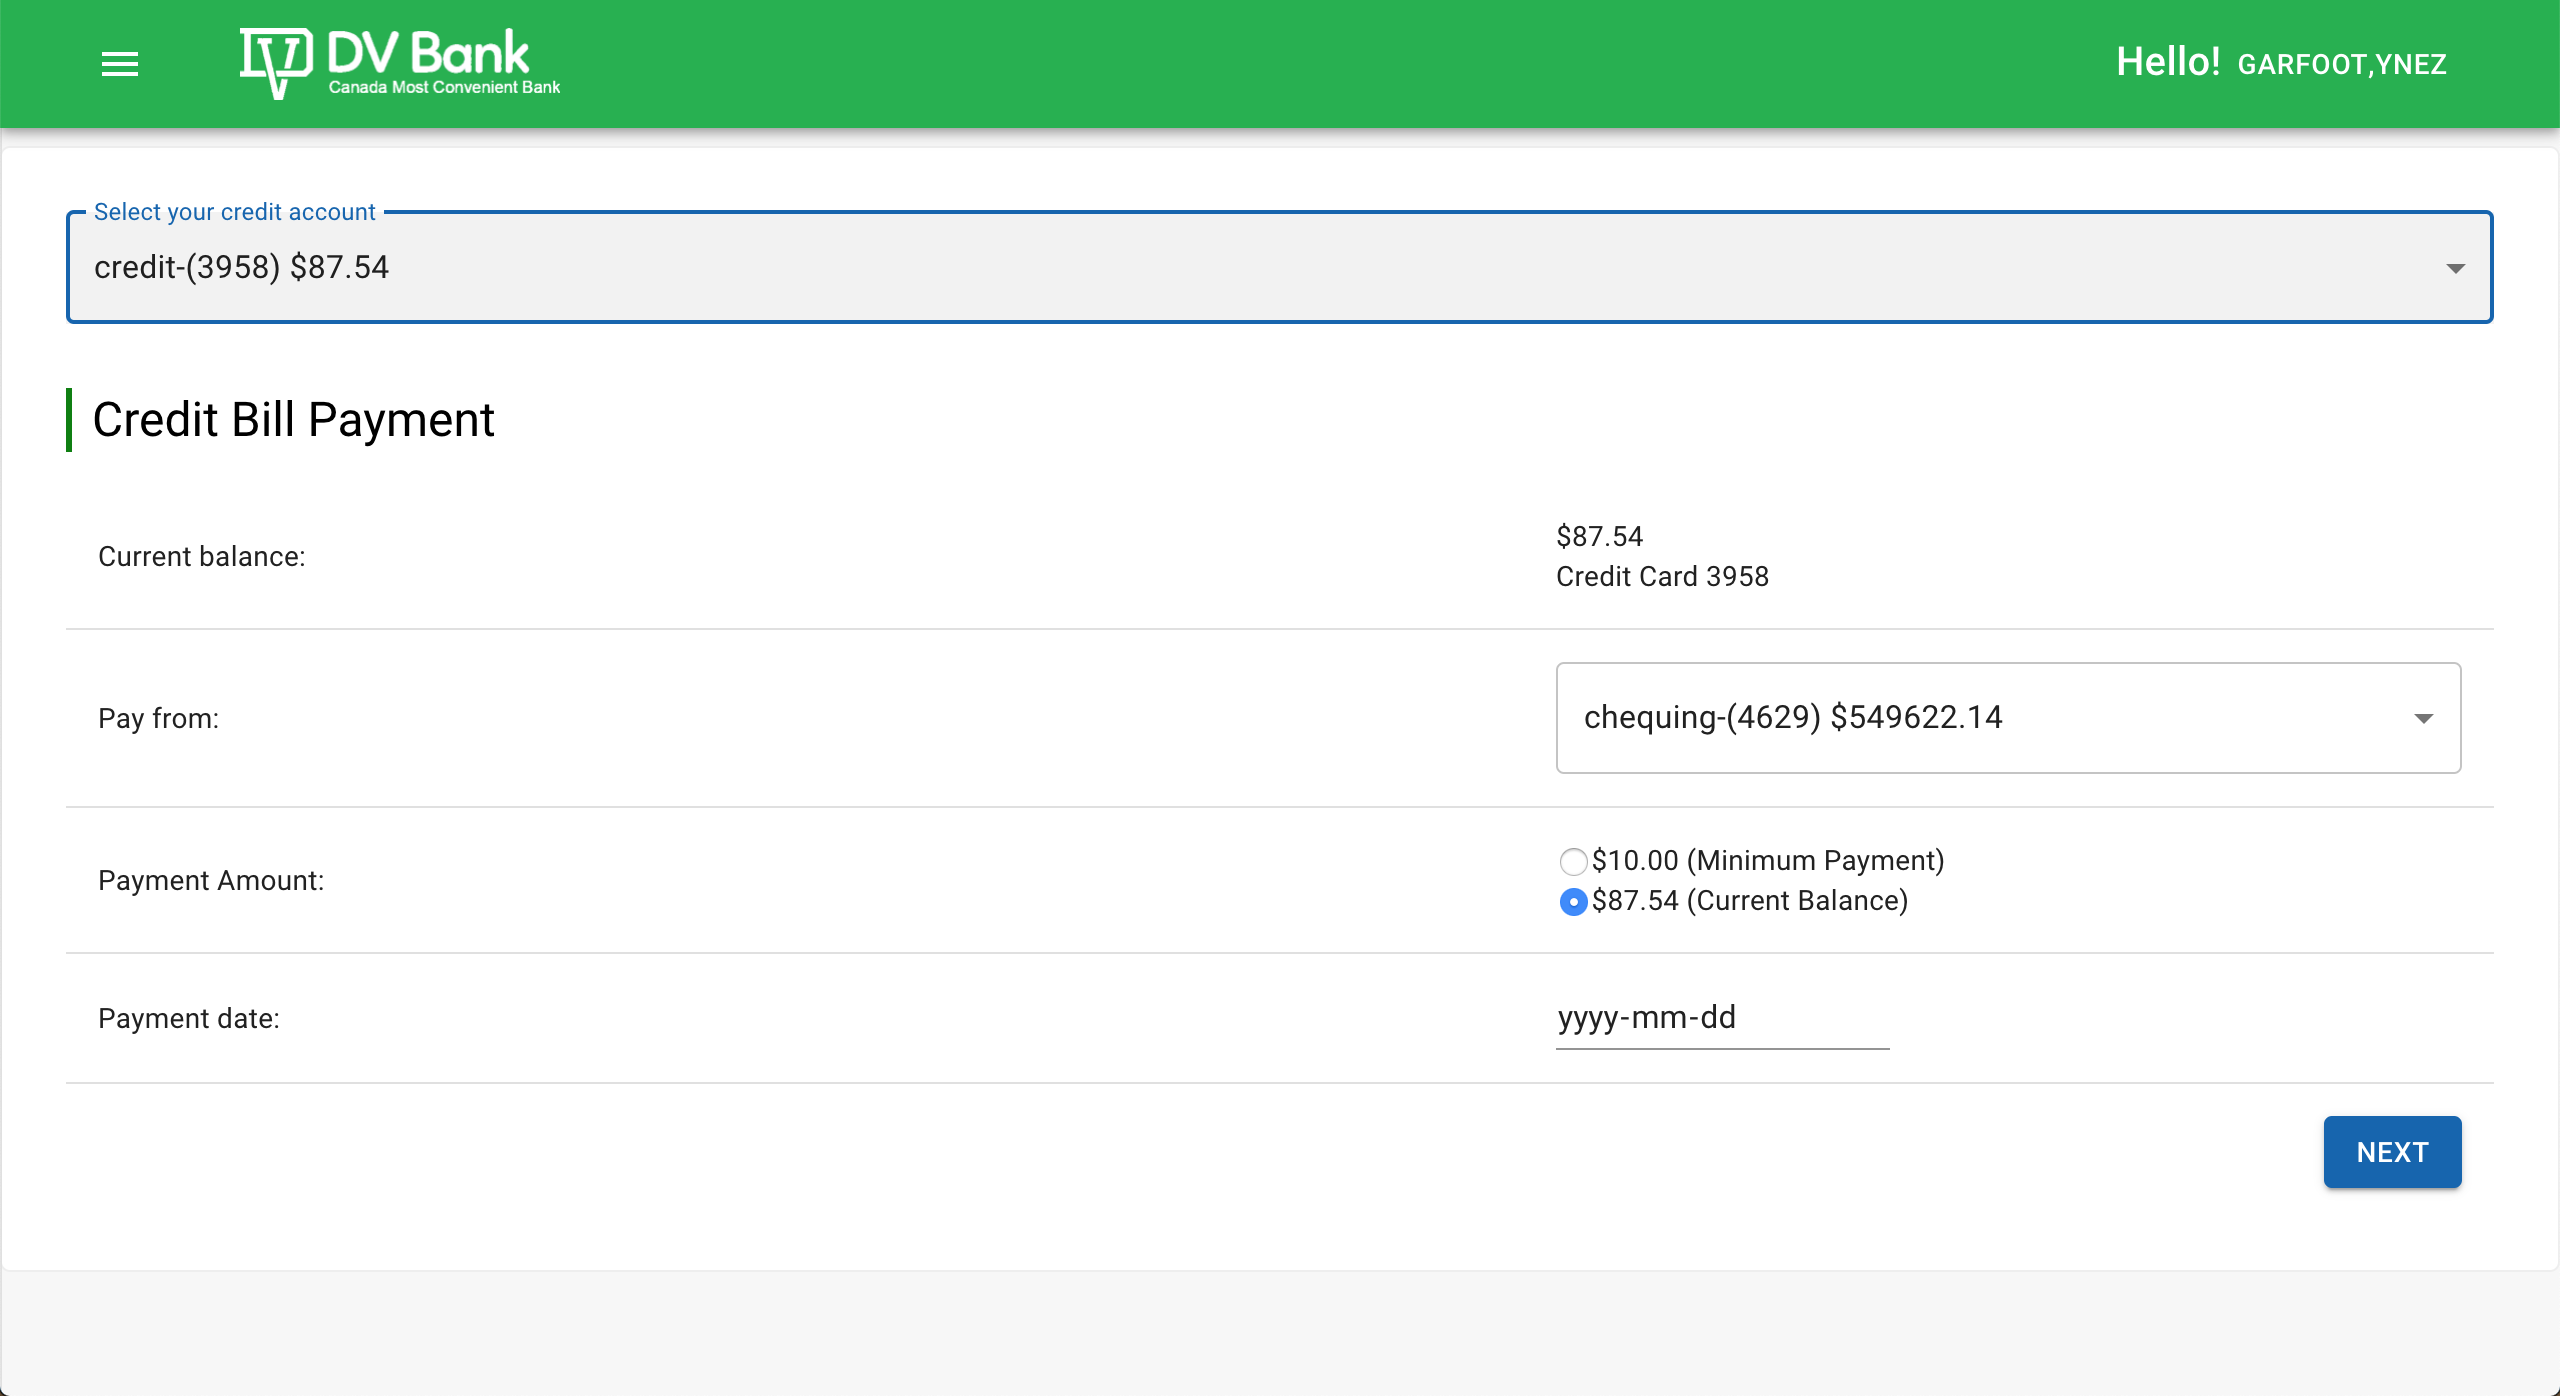 DV Bank
Canada Most Convenient Bank
Hello! GARFOOT,YNEZ
Select your credit account
credit-(3958) $87.54
Credit Bill Payment
Current balance:
$87.54
Credit Card 3958
Pay from:
chequing-(4629) $549622.14
Payment Amount:
$10.00 (Minimum Payment)
$87.54 (Current Balance)
Payment date:
yyyy-mm-dd
NEXT